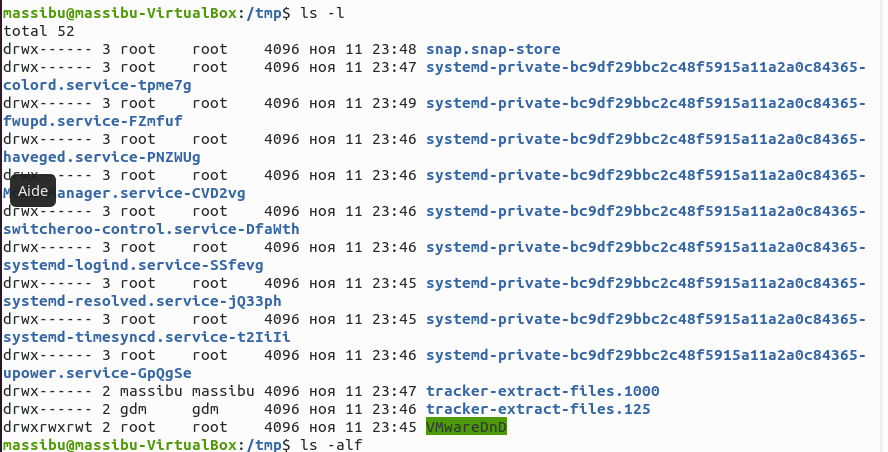 massibu@massibu-VirtualBox:/tmp$ ls -l
total 52
drwx------ 3 root    root    4096 ноя 11 23:48 snap.snap-store
drwx------ 3 root    root    4096 ноя 11 23:47 systemd-private-bc9df29bbc2c48f5915a11a2a0c84365-
colord.service-tpme7g
drwx------ 3 root    root    4096 ноя 11 23:49 systemd-private-bc9df29bbc2c48f5915a11a2a0c84365-
fwupd.service-FZmfuf
drwx------ 3 root    root    4096 ноя 11 23:46 systemd-private-bc9df29bbc2c48f5915a11a2a0c84365-
haveged.service-PNZWUg
drwx------ 3 root    root    4096 ноя 11 23:46 systemd-private-bc9df29bbc2c48f5915a11a2a0c84365-
Aide
anager.service-CVD2vg
drwx------ 3 root    root    4096 ноя 11 23:46 systemd-private-bc9df29bbc2c48f5915a11a2a0c84365-
switcheroo-control.service-DfaWth
drwx------ 3 root    root    4096 ноя 11 23:46 systemd-private-bc9df29bbc2c48f5915a11a2a0c84365-
systemd-logind.service-SSfevg
drwx------ 3 root    root    4096 ноя 11 23:45 systemd-private-bc9df29bbc2c48f5915a11a2a0c84365-
systemd-resolved.service-jQ33ph
drwx------ 3 root    root    4096 ноя 11 23:45 systemd-private-bc9df29bbc2c48f5915a11a2a0c84365-
systemd-timesyncd.service-t2IiIi
drwx------ 3 root    root    4096 ноя 11 23:46 systemd-private-bc9df29bbc2c48f5915a11a2a0c84365-
upower.service-GpQgSe
drwx------ 2 massibu massibu 4096 ноя 11 23:47 tracker-extract-files.1000
drwx------ 2 gdm     gdm     4096 ноя 11 23:46 tracker-extract-files.125
drwxrwxrwt 2 root    root    4096 ноя 11 23:45 VMwareDnD
massibu@massibu-VirtualBox:/tmp$ ls -alf